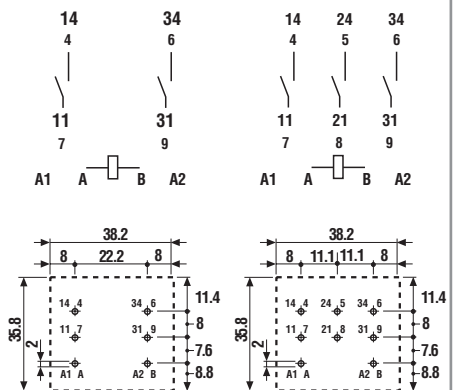 14 34 14 24 34
4 6 4 5 6
11 31 11 21 31
7 9 7 8 9
A1 A B A2 A1 A B A2
38.2 38.2
8 22.2 8 8 11.1 11.1 8
14 4 34 6 11.4 14 4 24 5 34 6 11.4
35.8 8 35.8 8
11 7 31 9 11 7 21 8 31 9
2 7.6 2 7.6
A1 A A2 B 8.8 A1 A A2 B 8.8